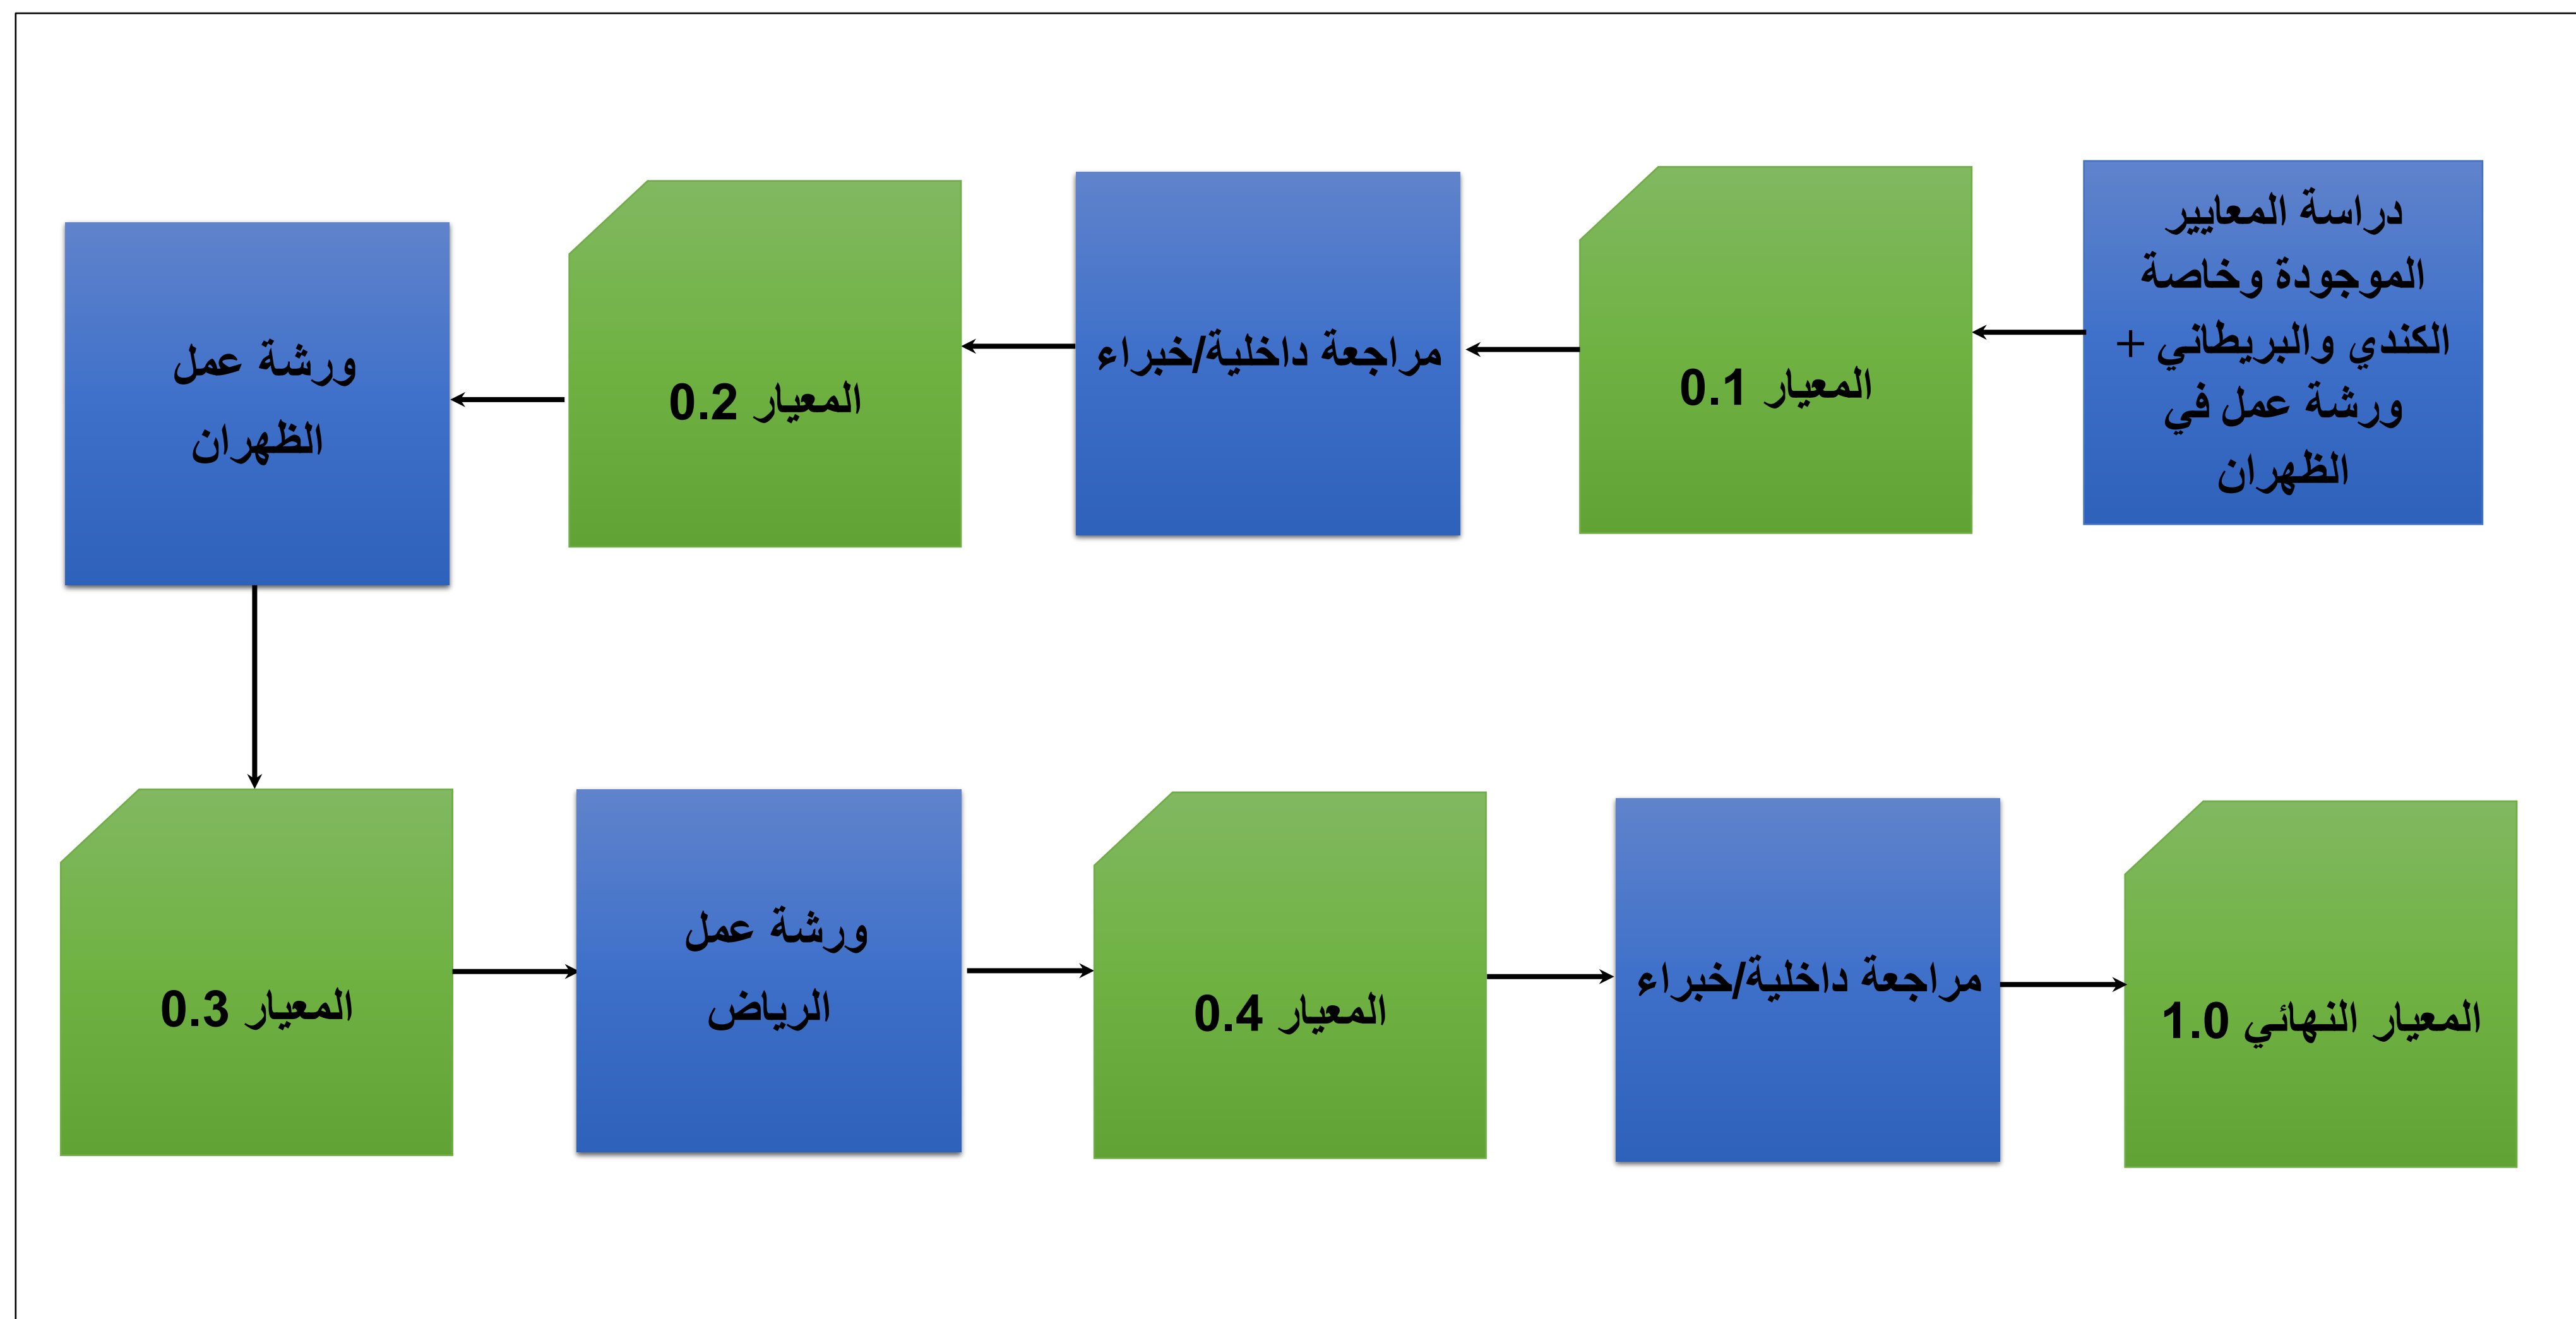 دراسة المعايير
الموجودة وخاصة
الكندي والبريطاني +
ورشة عمل في
الظهران
المعيار 0.1
مراجعة داخلية/خبراء
المعيار 0.2
ورشة عمل
الظهران
المعيار 0.3
ورشة عمل
الرياض
المعيار 0.4
مراجعة داخلية/خبراء
المعيار النهائي 1.0